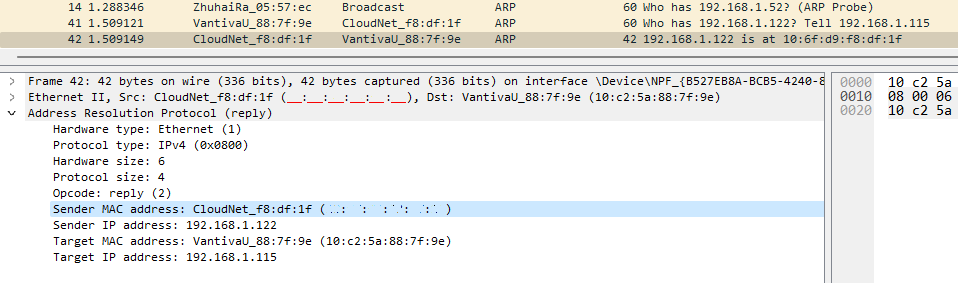 14 1.288346 ZhuhaiRa_05:57:ec Broadcast ARP 60 Who has 192.168.1.52? (ARP Probe)
41 1.509121 VantivaU_88:7f:9e CloudNet_f8:df:1f ARP 60 Who has 192.168.1.122? Tell 192.168.1.115
42 1.509149 CloudNet_f8:df:1f VantivaU_88:7f:9e ARP 42 192.168.1.122 is at 10:6f:d9:f8:df:1f
Frame 42: 42 bytes on wire (336 bits), 42 bytes captured (336 bits) on interface \Device\NPF_{B527EB8A-BCB5-4240-8
Ethernet II, Src: CloudNet_f8:df:1f (__:__:__:__:__:__), Dst: VantivaU_88:7f:9e (10:c2:5a:88:7f:9e)
Address Resolution Protocol (reply)
Hardware type: Ethernet (1)
Protocol type: IPv4 (0x0800)
Hardware size: 6
Protocol size: 4
Opcode: reply (2)
Sender MAC address: CloudNet_f8:df:1f
Sender IP address: 192.168.1.122
Target MAC address: VantivaU_88:7f:9e (10:c2:5a:88:7f:9e)
Target IP address: 192.168.1.115
0000 10 c2 5a
0010 08 00 06
0020 10 c2 5a